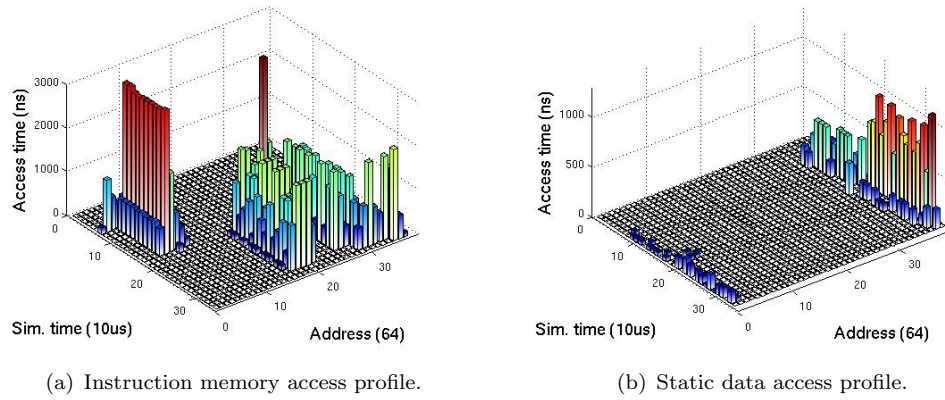 3000
2000
1000
0
Access time (ns)
0
10
20
30
Sim. time (10us)
0
10
20
30
Address (64)
(a) Instruction memory access profile.
1000
500
0
Access time (ns)
0
10
20
30
Sim. time (10us)
0
10
20
30
Address (64)
(b) Static data access profile.